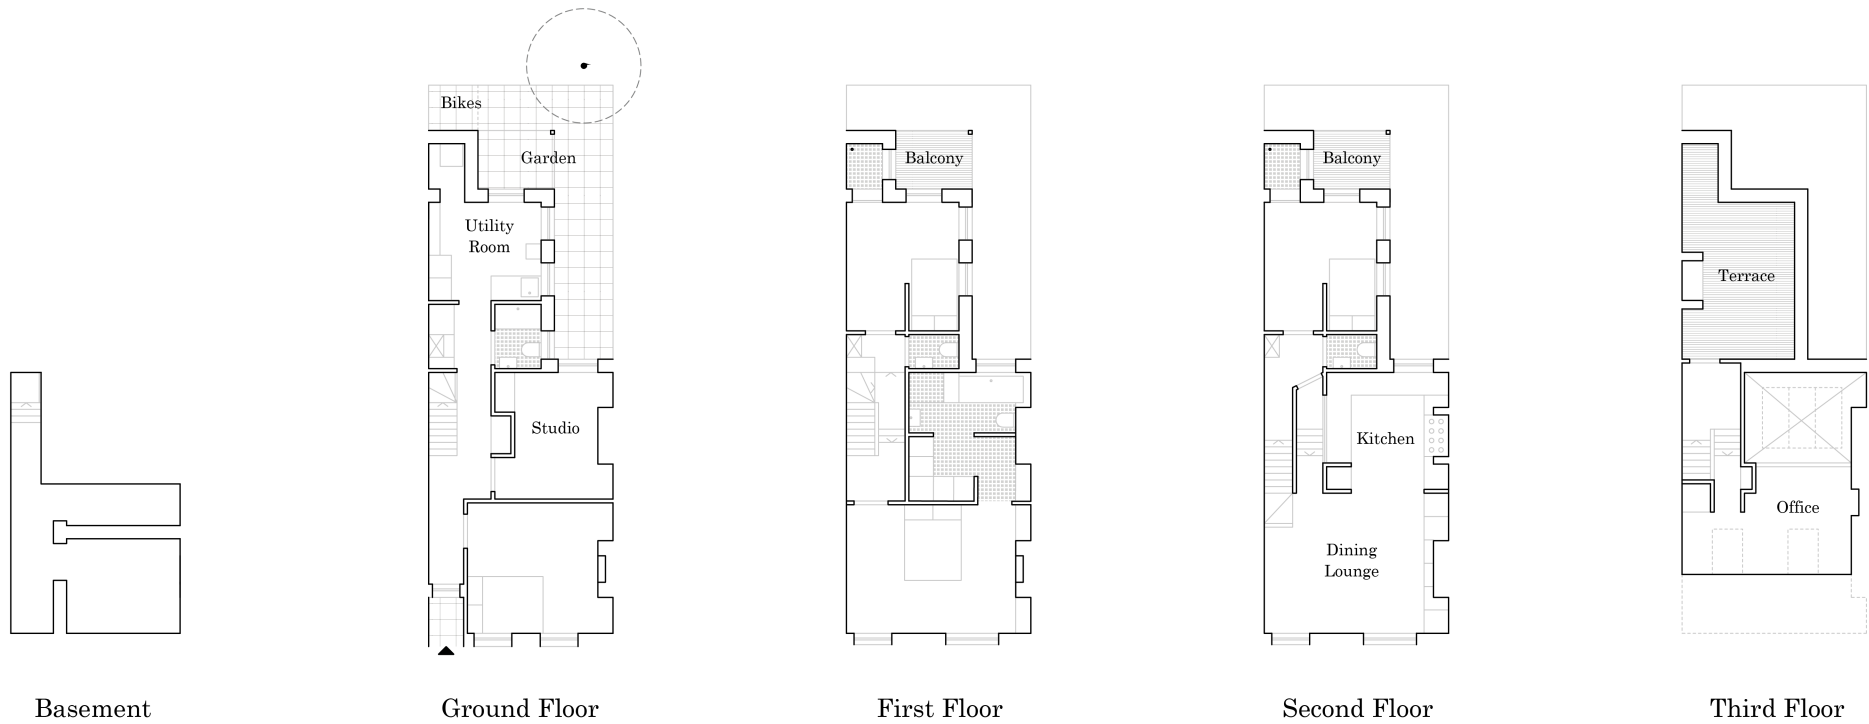 Bikes
Garden
Utility
Room
Studio
Balcony
Balcony
Kitchen
Dining
Lounge
Terrace
Office
Basement
Ground Floor
First Floor
Second Floor
Third Floor